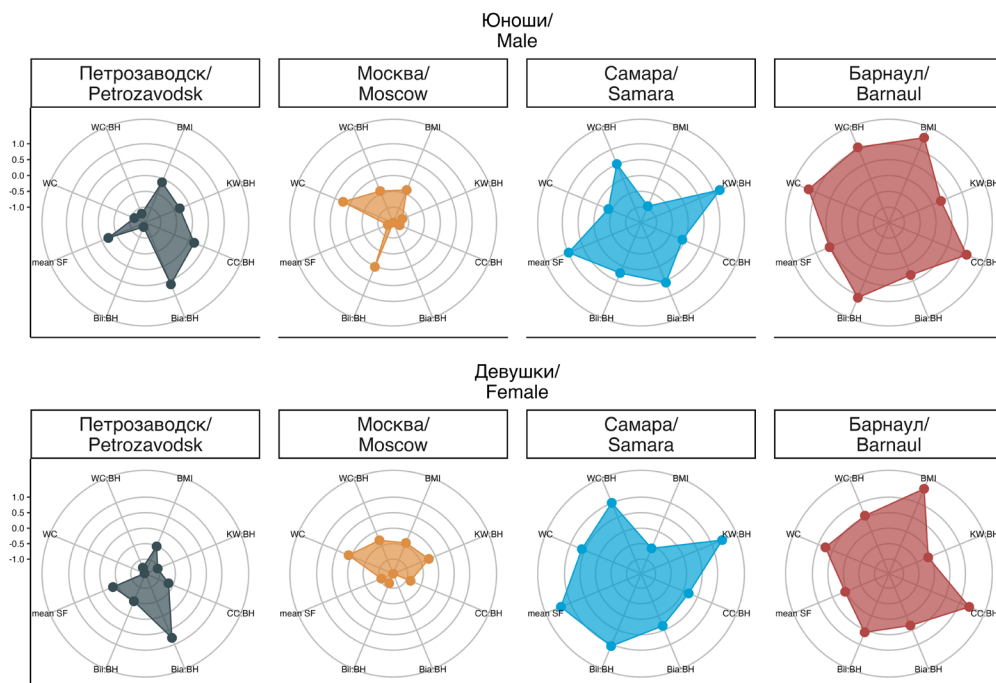 Юноши/
Male
Петрозаводск/
Petrozavodsk
Москва/
Moscow
Самара/
Samara
Барнаул/
Barnaul
WC:BH BMI WC:BH BMI WC:BH BMI WC:BH BMI
1.0
0.5
0.0
-0.5
-1.0
WC KW:BH WC KW:BH WC KW:BH WC KW:BH
mean SF CC:BH mean SF CC:BH mean SF CC:BH mean SF CC:BH
Bii:BH Bia:BH Bii:BH Bia:BH Bii:BH Bia:BH Bii:BH Bia:BH
Девушки/
Female
Петрозаводск/
Petrozavodsk
Москва/
Moscow
Самара/
Samara
Барнаул/
Barnaul
WC:BH BMI WC:BH BMI WC:BH BMI WC:BH BMI
1.0
0.5
0.0
-0.5
-1.0
WC KW:BH WC KW:BH WC KW:BH WC KW:BH
mean SF CC:BH mean SF CC:BH mean SF CC:BH mean SF CC:BH
Bii:BH Bia:BH Bii:BH Bia:BH Bii:BH Bia:BH Bii:BH Bia:BH